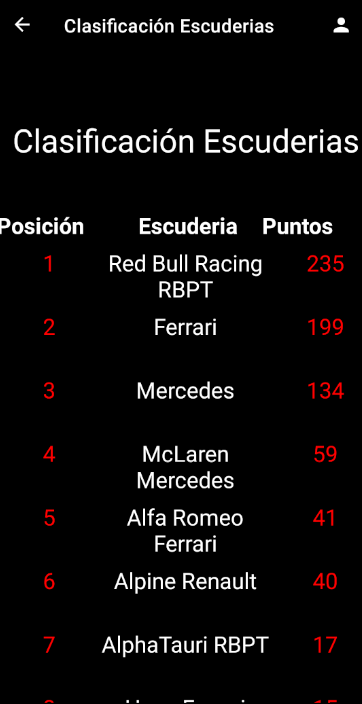 Clasificación Escuderias
Clasificación Escuderias
Posición Escuderia Puntos
1 Red Bull Racing 235
RBPT
2 Ferrari 199
3 Mercedes 134
4 McLaren 59
Mercedes
5 Alfa Romeo 41
Ferrari
6 Alpine Renault 40
7 AlphaTauri RBPT 17